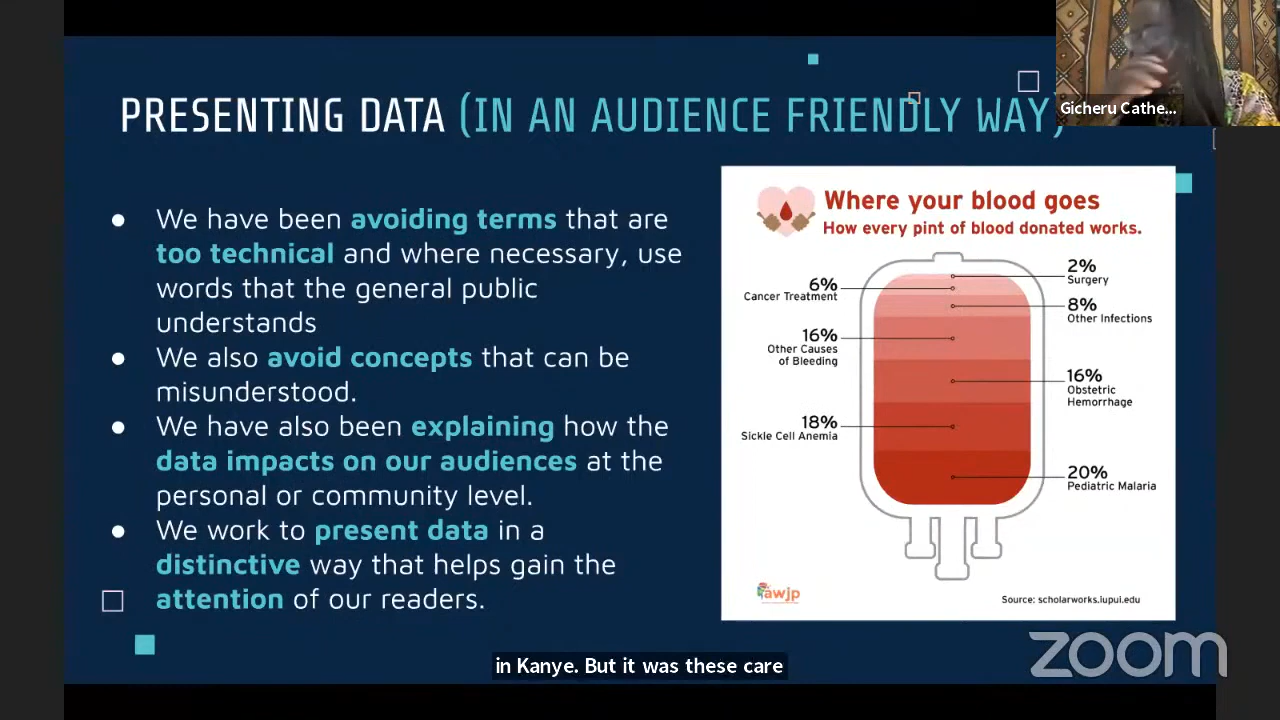 PRESENTING DATA (IN AN AUDIENCE FRIENDLY WAY)
Gicheru Cathe...
● We have been avoiding terms that are
too technical and where necessary, use
words that the general public
understands
● We also avoid concepts that can be
misunderstood.
● We have also been explaining how the
data impacts on our audiences at the
personal or community level.
● We work to present data in a
distinctive way that helps gain the
attention of our readers.
Where your blood goes
How every pint of blood donated works.
2%
Surgery
6%
Cancer Treatment
8%
Other Infections
16%
Other Causes
of Bleeding
16%
Obstetric
Hemorrhage
18%
Sickle Cell Anemia
20%
Pediatric Malaria
awjp
Source: scholarworks.iupui.edu
zoom
in Kanye. But it was these care